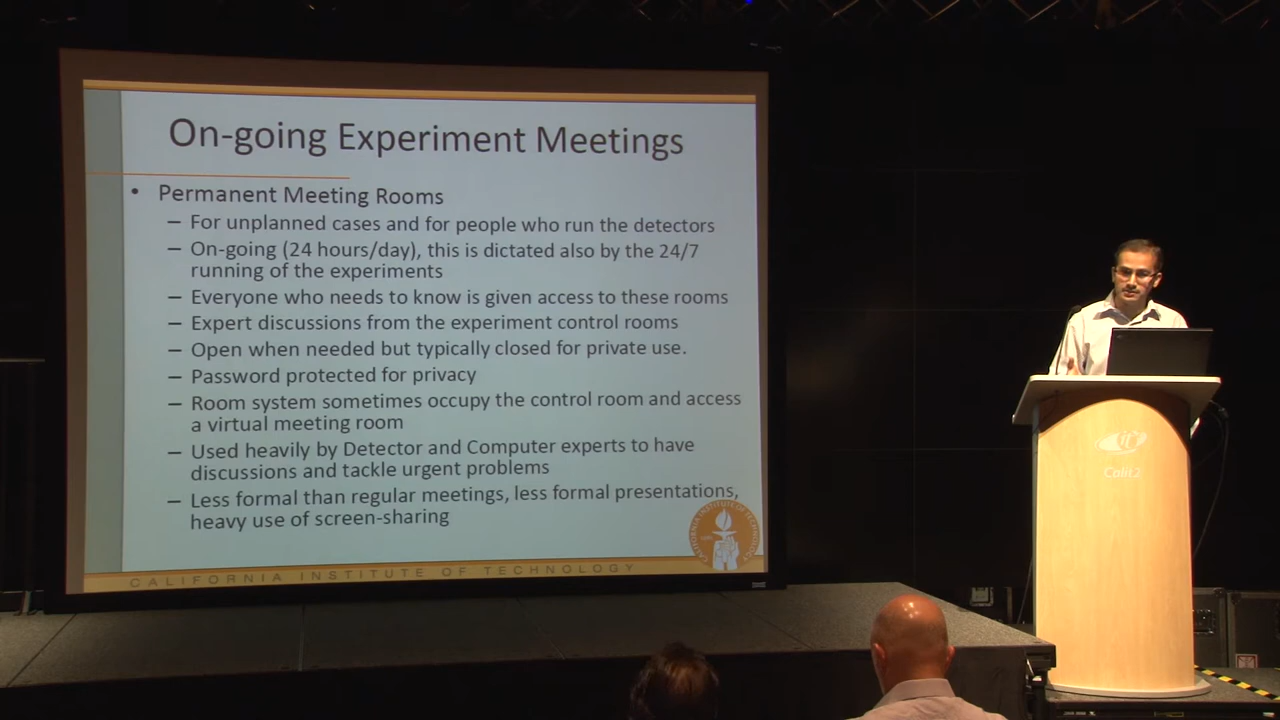 On-going Experiment Meetings
• Permanent Meeting Rooms
– For unplanned cases and for people who run the detectors
– On-going (24 hours/day), this is dictated also by the 24/7
running of the experiments
– Everyone who needs to know is given access to these rooms
– Expert discussions from the experiment control rooms
– Open when needed but typically closed for private use.
– Password protected for privacy
– Room system sometimes occupy the control room and access
a virtual meeting room
– Used heavily by Detector and Computer experts to have
discussions and tackle urgent problems
– Less formal than regular meetings, less formal presentations,
heavy use of screen-sharing
CALIFORNIA INSTITUTE OF TECHNOLOGY
CALIFORNIA INSTITUTE OF TECHNOLOGY
Calit2